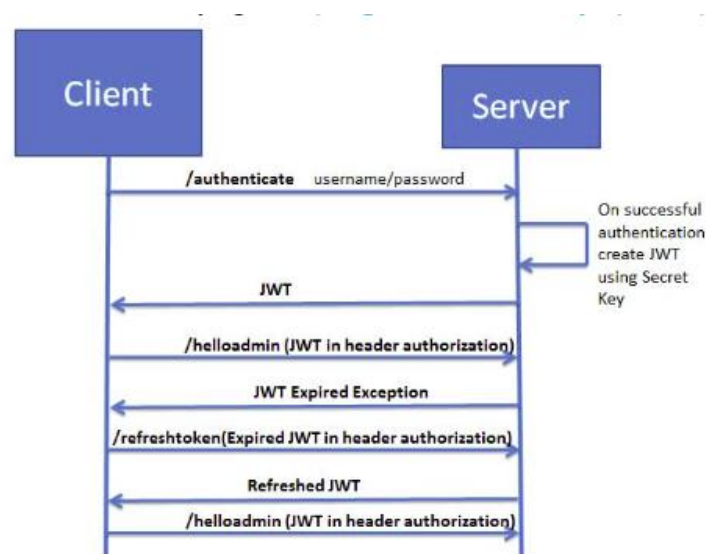 Client
Server
/authenticate username/password
On successful
authentication
create JWT
using Secret
Key
JWT
/helloadmin (JWT in header authorization)
JWT Expired Exception
/refreshtoken(Expired JWT in header authorization)
Refreshed JWT
/helloadmin (JWT in header authorization)